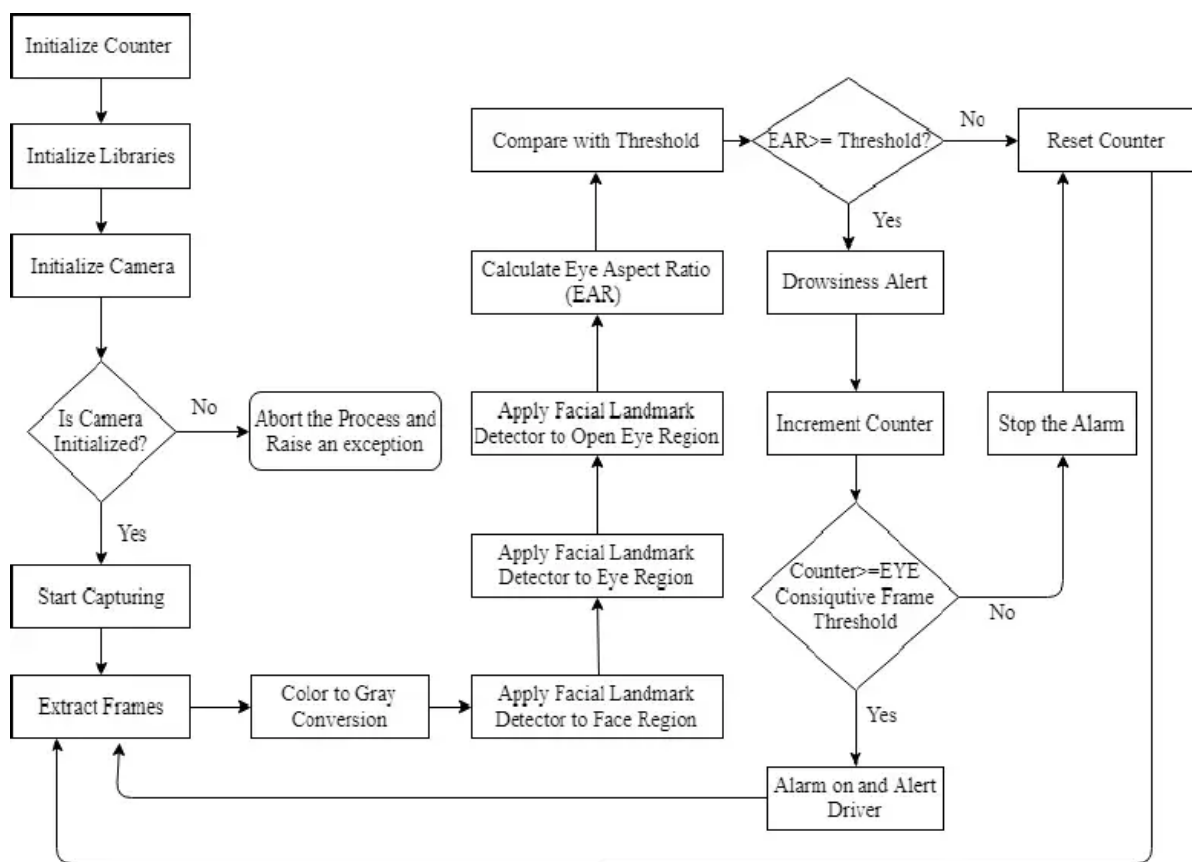 Initialize Counter
Intialize Libraries
Initialize Camera
Is Camera
Initialized?
No
Abort the Process and
Raise an exception
Yes
Start Capturing
Extract Frames
Color to Gray
Conversion
Apply Facial Landmark
Detector to Face Region
Apply Facial Landmark
Detector to Eye Region
Apply Facial Landmark
Detector to Open Eye Region
Calculate Eye Aspect Ratio
(EAR)
Compare with Threshold
EAR>= Threshold?
No
Reset Counter
Yes
Drowsiness Alert
Increment Counter
Stop the Alarm
Counter>=EYE
Consiqutive Frame
Threshold
No
Yes
Alarm on and Alert
Driver